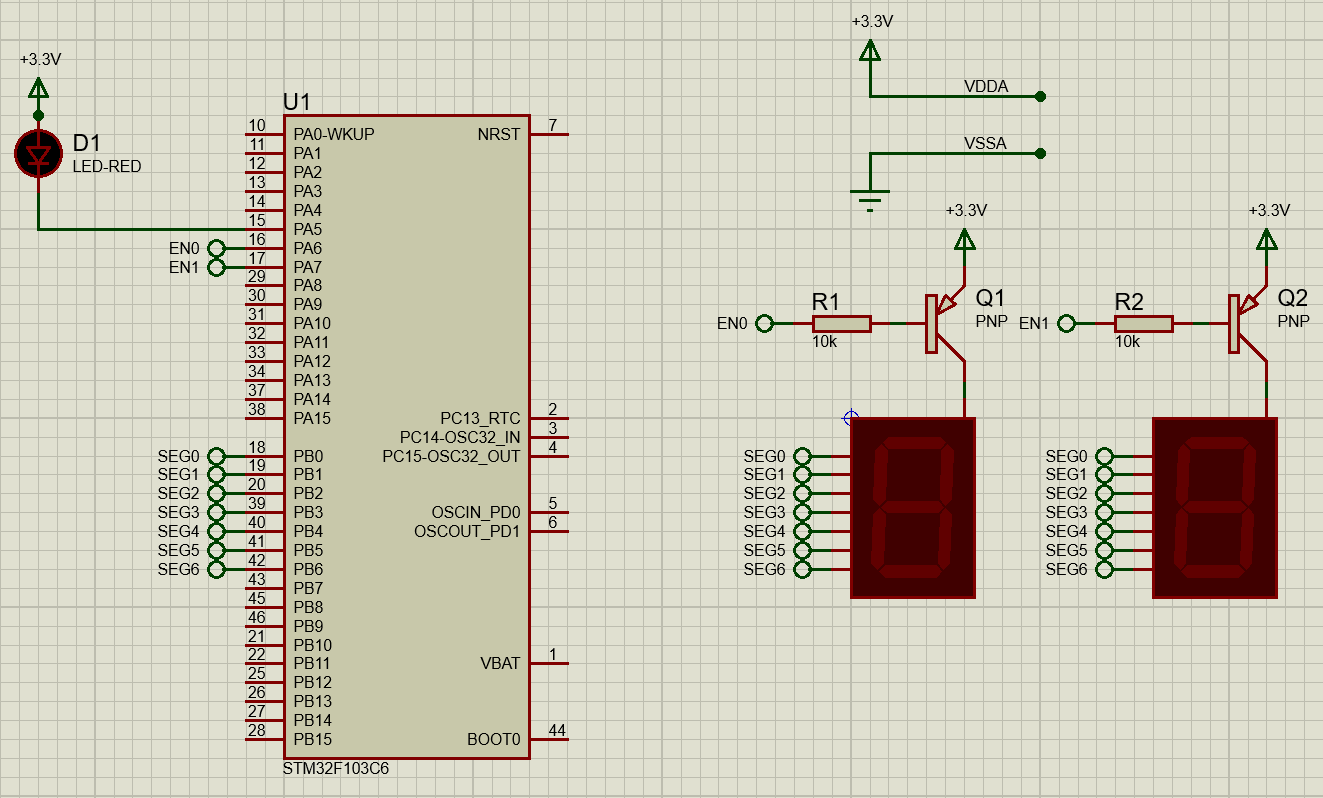 +3.3V
D1
LED-RED
U1
10 PA0-WKUP
11 PA1
12 PA2
13 PA3
14 PA4
15 PA5
EN0 16 PA6
EN1 17 PA7
29 PA8
30 PA9
31 PA10
32 PA11
33 PA12
34 PA13
37 PA14
38 PA15
SEG0 18 PB0
SEG1 19 PB1
SEG2 20 PB2
SEG3 39 PB3
SEG4 40 PB4
SEG5 41 PB5
SEG6 42 PB6
43 PB7
45 PB8
46 PB9
21 PB10
22 PB11
25 PB12
26 PB13
27 PB14
28 PB15
NRST 7
PC13_RTC 2
PC14-OSC32_IN 3
PC15-OSC32_OUT 4
OSCIN_PD0 5
OSCOUT_PD1 6
VBAT 1
BOOT0 44
STM32F103C6
+3.3V
VDDA
VSSA
+3.3V
EN0
R1
10k
Q1
PNP
SEG0
SEG1
SEG2
SEG3
SEG4
SEG5
SEG6
+3.3V
EN1
R2
10k
Q2
PNP
SEG0
SEG1
SEG2
SEG3
SEG4
SEG5
SEG6